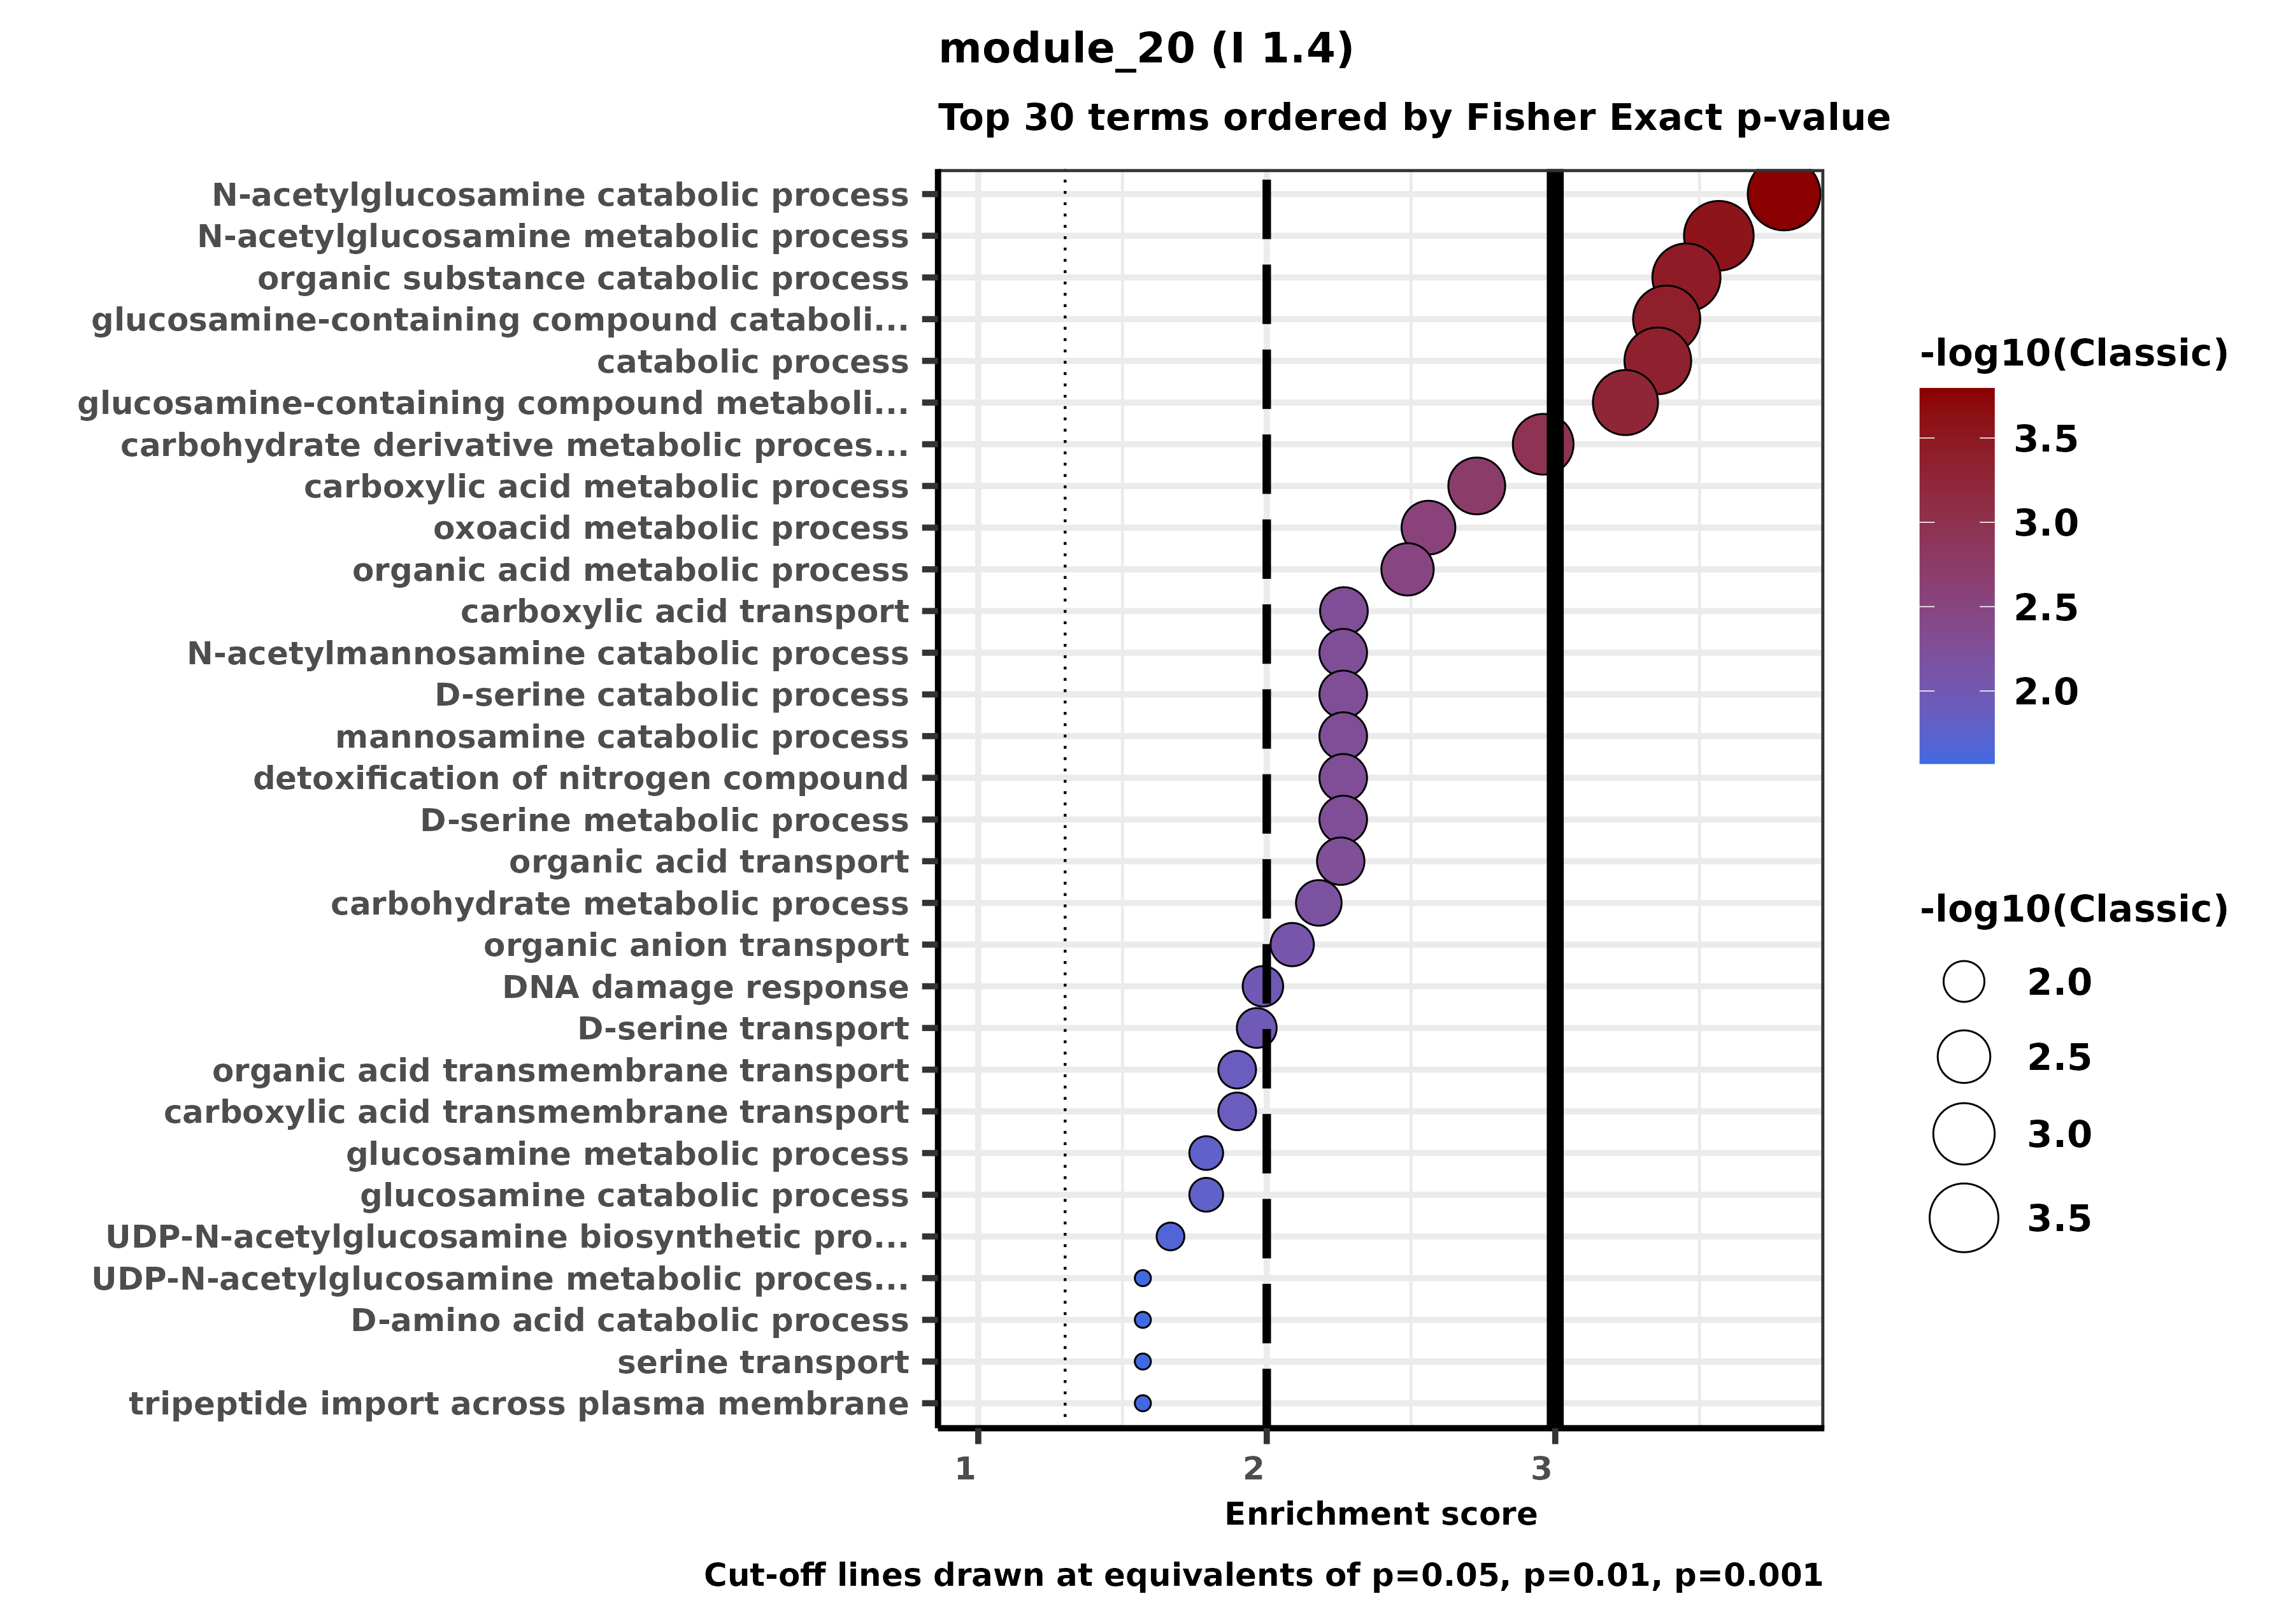 module_20 (I 1.4)
Top 30 terms ordered by Fisher Exact p-value
N-acetylglucosamine catabolic process
N-acetylglucosamine metabolic process
organic substance catabolic process
glucosamine-containing compound cataboli...
catabolic process
glucosamine-containing compound metaboli...
carbohydrate derivative metabolic proces...
carboxylic acid metabolic process
oxoacid metabolic process
organic acid metabolic process
carboxylic acid transport
N-acetylmannosamine catabolic process
D-serine catabolic process
mannosamine catabolic process
detoxification of nitrogen compound
D-serine metabolic process
organic acid transport
carbohydrate metabolic process
organic anion transport
DNA damage response
D-serine transport
organic acid transmembrane transport
carboxylic acid transmembrane transport
glucosamine metabolic process
glucosamine catabolic process
UDP-N-acetylglucosamine biosynthetic pro...
UDP-N-acetylglucosamine metabolic proces...
D-amino acid catabolic process
serine transport
tripeptide import across plasma membrane
1 2 3
Enrichment score
Cut-off lines drawn at equivalents of p=0.05, p=0.01, p=0.001
-log10(Classic)
3.5
3.0
2.5
2.0
-log10(Classic)
2.0
2.5
3.0
3.5